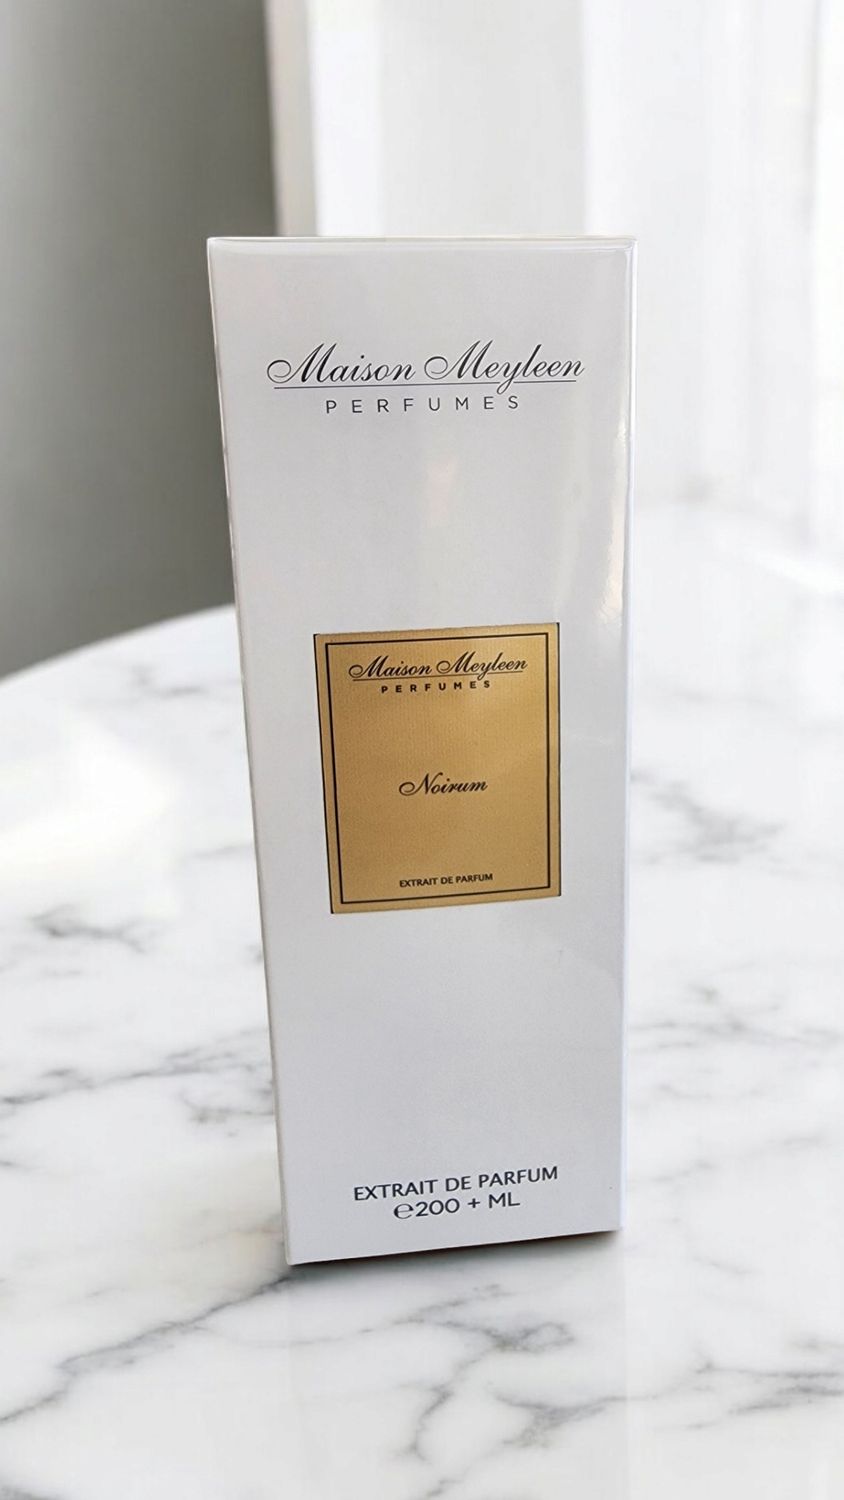 Maison Meyleen
PERFUMES
Maison Meyleen
PERFUMES
Noirum
EXTRAIT DE PARFUM
EXTRAIT DE PARFUM
℮200 + ML